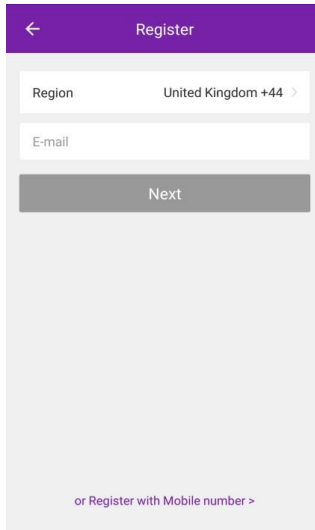 Register
Region United Kingdom +44 >
E-mail
Next
or Register with Mobile number >